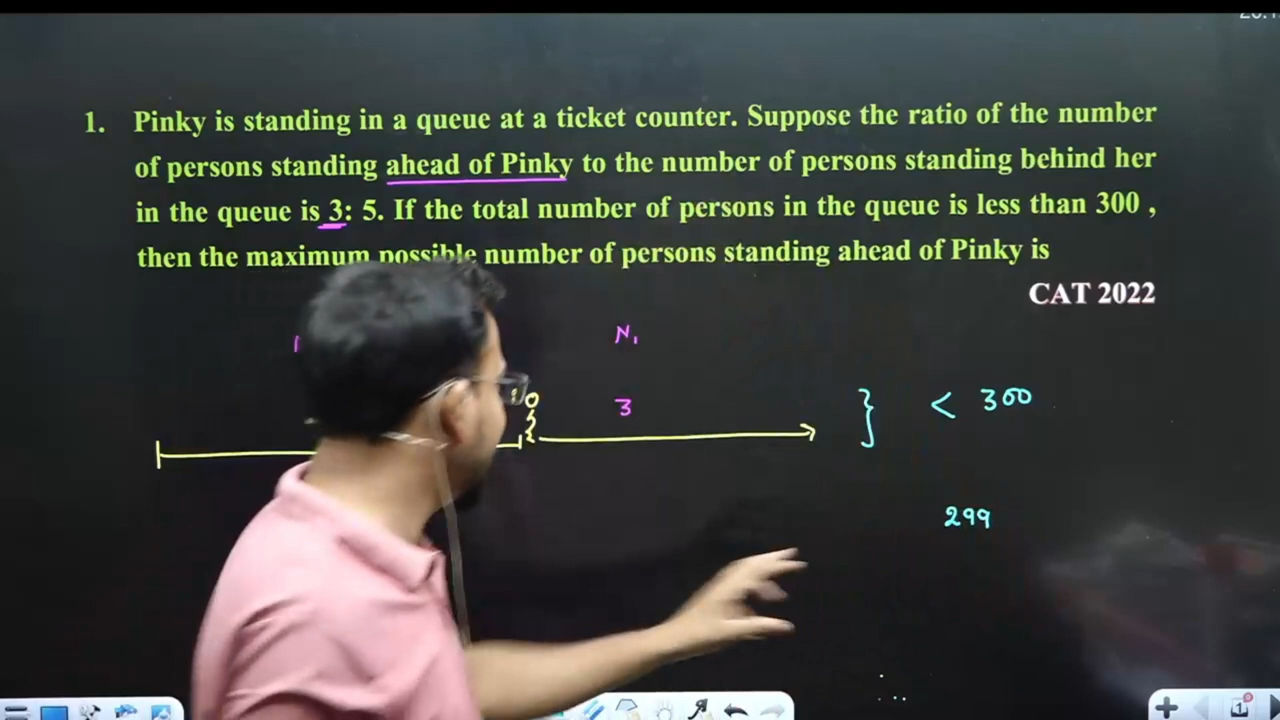 1. Pinky is standing in a queue at a ticket counter. Suppose the ratio of the number
of persons standing ahead of Pinky to the number of persons standing behind her
in the queue is 3: 5. If the total number of persons in the queue is less than 300 ,
then the maximum possible number of persons standing ahead of Pinky is
CAT 2022
N₁
3 } < 300
299